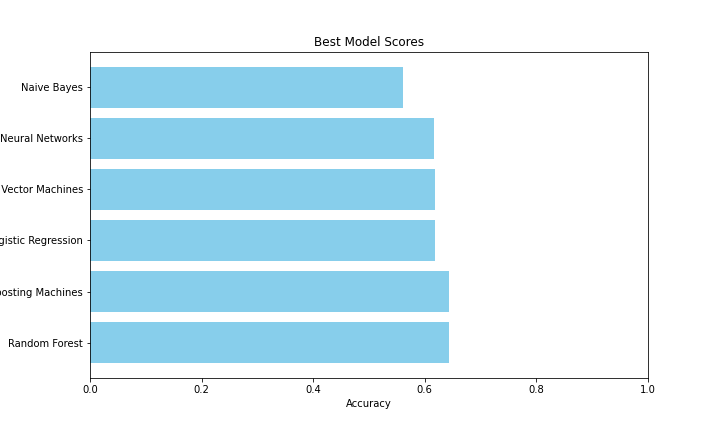 Best Model Scores
Naive Bayes
Neural Networks
Vector Machines
gistic Regression
oosting Machines
Random Forest
0.0 0.2 0.4 0.6 0.8 1.0
Accuracy